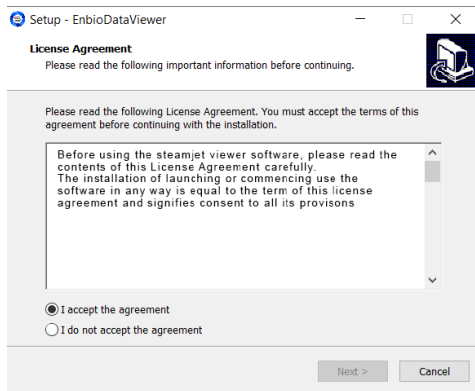 Setup - EnbioDataViewer
License Agreement
Please read the following important information before continuing.
Please read the following License Agreement. You must accept the terms of this
agreement before continuing with the installation.
Before using the steamjet viewer software, please read the
contents of this License Agreement carefully.
The installation of launching or commencing use the
software in any way is equal to the term of this license
agreement and signifies consent to all its provisons
I accept the agreement
I do not accept the agreement
Next >
Cancel